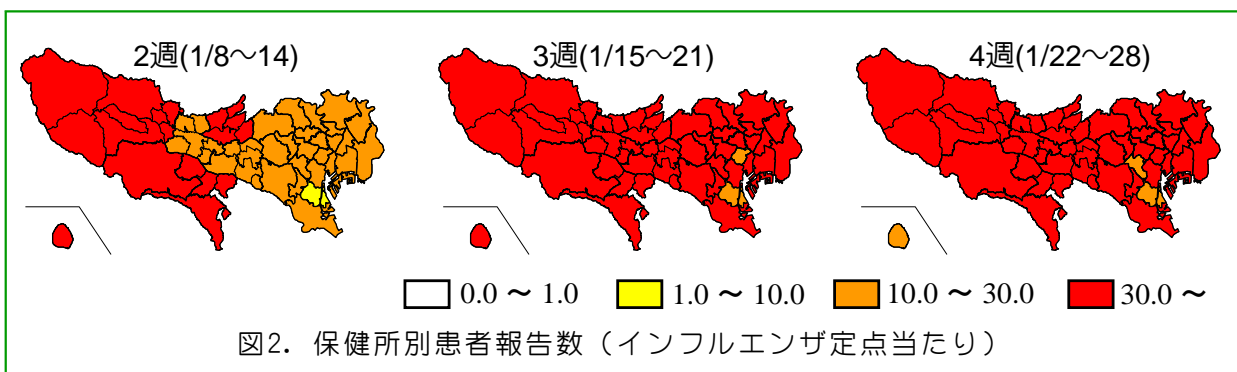 2週(1/8～14)
3週(1/15～21)
4週(1/22～28)
0.0 ～ 1.0
1.0 ～ 10.0
10.0 ～ 30.0
30.0 ～
図2. 保健所別患者報告数（インフルエンザ定点当たり）